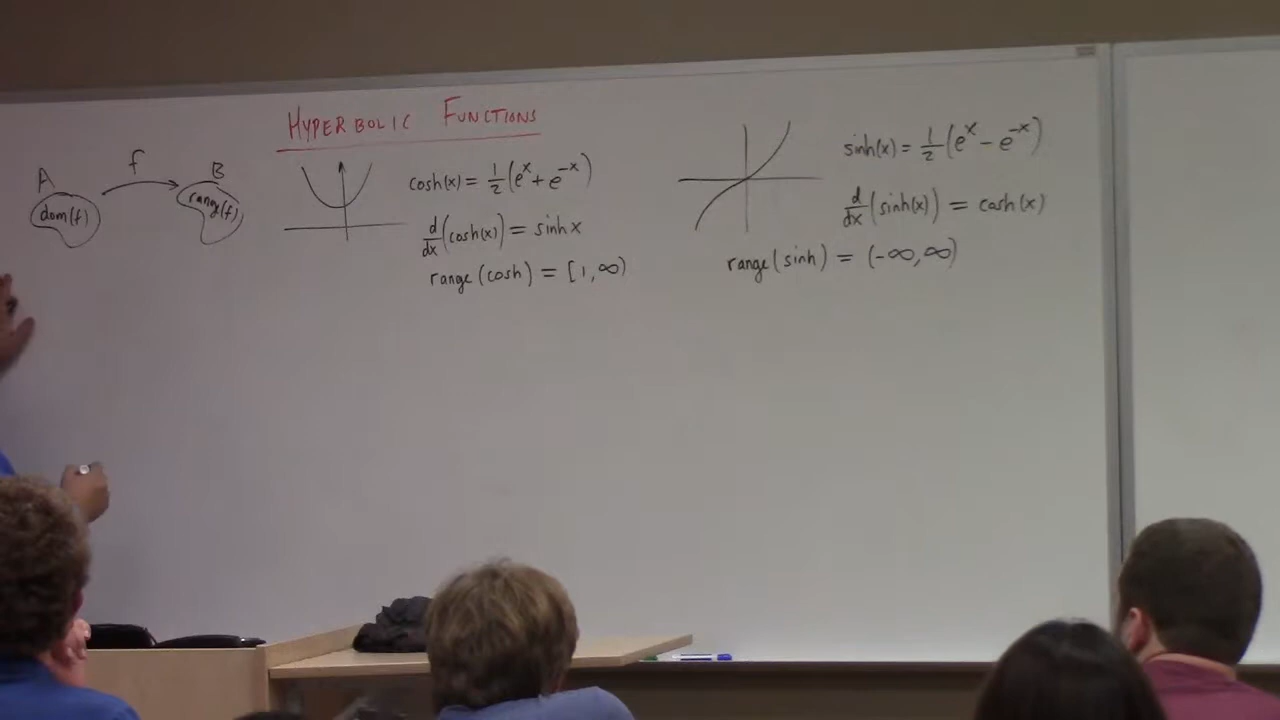 HYPERBOLIC FUNCTIONS
A f B
dom(f) range(f)
cosh(x) = 1/2 (e^x + e^-x)
d/dx (cosh(x)) = sinh x
range(cosh) = [1, ∞)
sinh(x) = 1/2 (e^x - e^-x)
d/dx (sinh(x)) = cosh(x)
range(sinh) = (-∞, ∞)